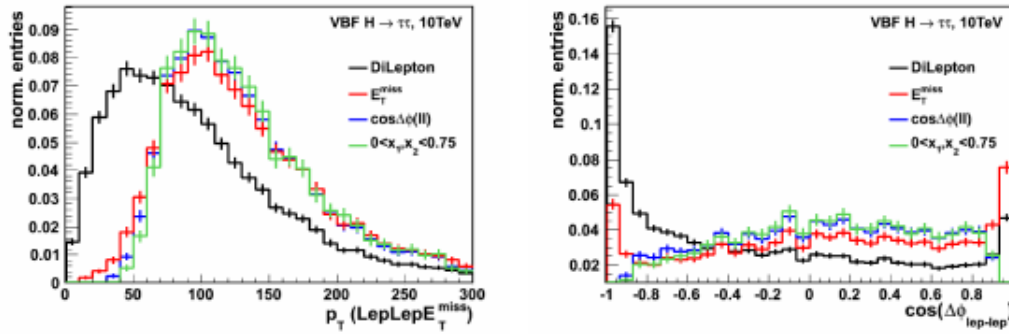 norm. entries
0.09
0.08
0.07
0.06
0.05
0.04
0.03
0.02
0.01
0
VBF H → ττ, 10TeV
DiLepton
E_T^miss
cosΔφ(ll)
0<x_1,x_2<0.75
0 50 100 150 200 250 300
p_T (LepLepE_T^miss)
norm. entries
0.16
0.14
0.12
0.10
0.08
0.06
0.04
0.02
VBF H → ττ, 10TeV
DiLepton
E_T^miss
cosΔφ(ll)
0<x_1,x_2<0.75
-1 -0.8 -0.6 -0.4 -0.2 0 0.2 0.4 0.6 0.8
cos(Δφ_lep-lep)